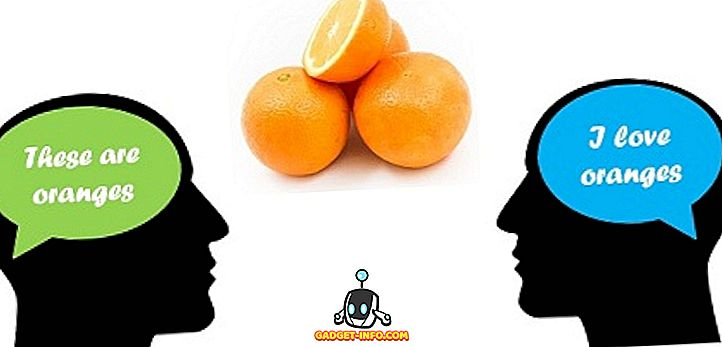 These are
oranges
I love
oranges
GADGET-INFO.COM